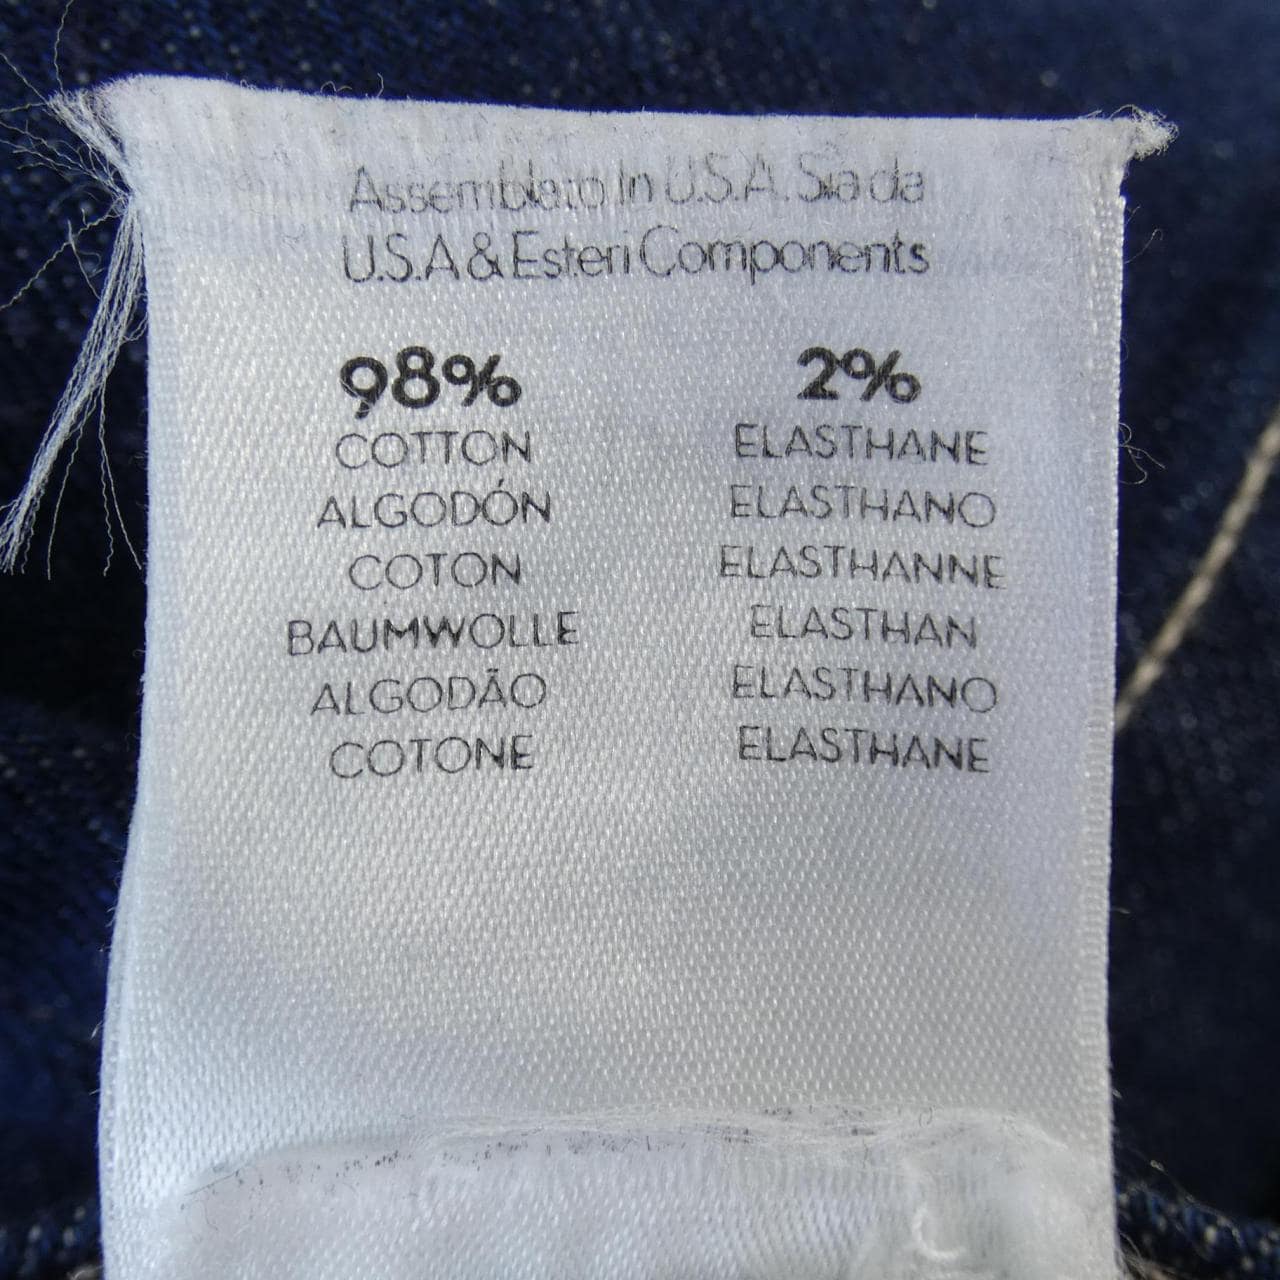 Assemblato In U.S.A. Sia da
U.S.A & Esteri Components
98% 2%
COTTON ELASTHANE
ALGODÓN ELASTHANO
COTON ELASTHANNE
BAUMWOLLE ELASTHAN
ALGODÃO ELASTHANO
COTONE ELASTHANE